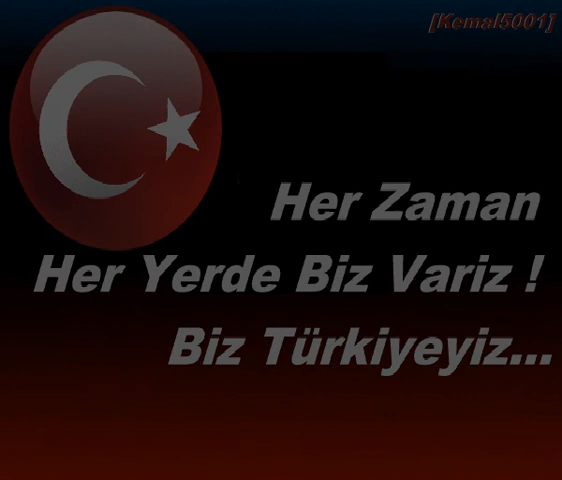 [Kemal5001]
Her Zaman
Her Yerde Biz Variz !
Biz Türkiyeyiz...